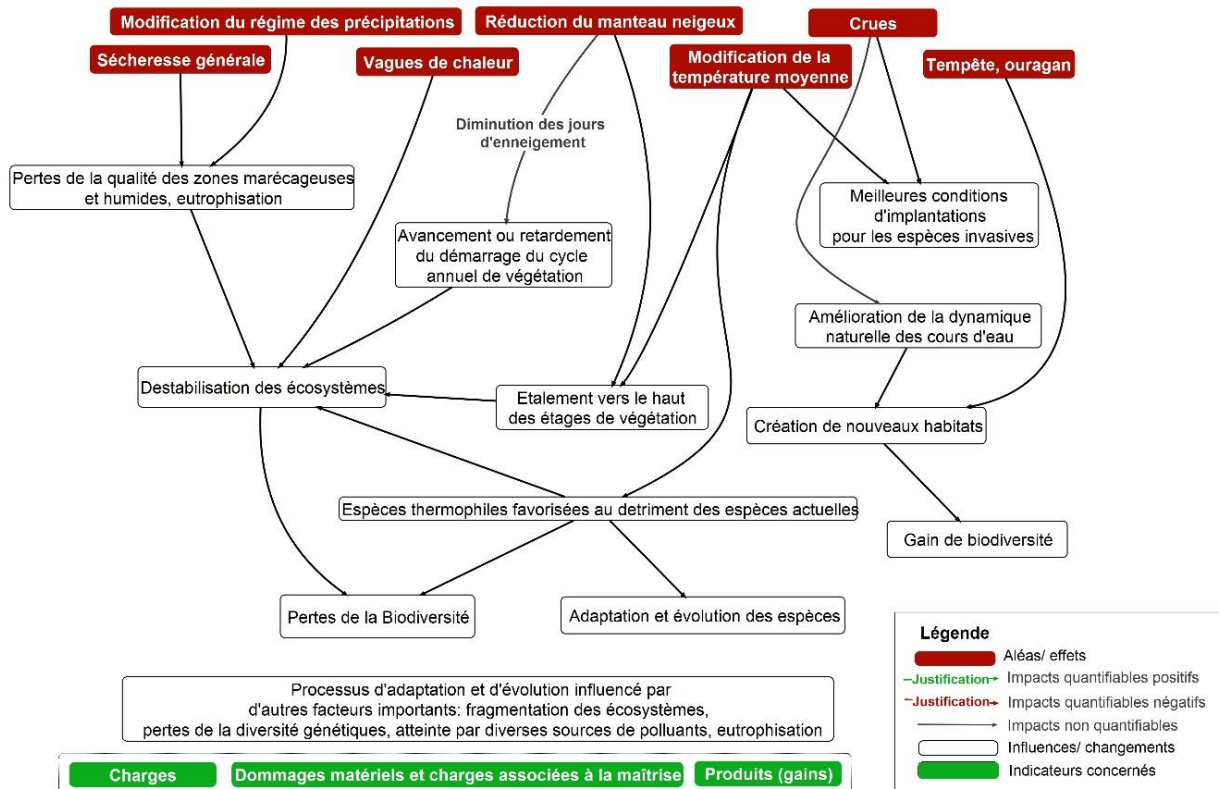 Modification du régime des précipitations
Réduction du manteau neigeux
Crues
Sécheresse générale
Vagues de chaleur
Modification de la
température moyenne
Tempête, ouragan
Diminution des jours
d'enneigement
Pertes de la qualité des zones marécageuses
et humides, eutrophisation
Meilleures conditions
d'implantations
pour les espèces invasives
Avancement ou retardement
du démarrage du cycle
annuel de végétation
Amélioration de la dynamique
naturelle des cours d'eau
Destabilisation des écosystèmes
Etalement vers le haut
des étages de végétation
Création de nouveaux habitats
Espèces thermophiles favorisées au detriment des espèces actuelles
Gain de biodiversité
Pertes de la Biodiversité
Adaptation et évolution des espèces
Légende
Aléas/ effets
Justification Impacts quantifiables positifs
Justification Impacts quantifiables négatifs
Impacts non quantifiables
Influences/ changements
Indicateurs concernés
Processus d'adaptation et d'évolution influencé par
d'autres facteurs importants: fragmentation des écosystèmes,
pertes de la diversité génétiques, atteinte par diverses sources de polluants, eutrophisation
Charges
Dommages matériels et charges associées à la maîtrise
Produits (gains)